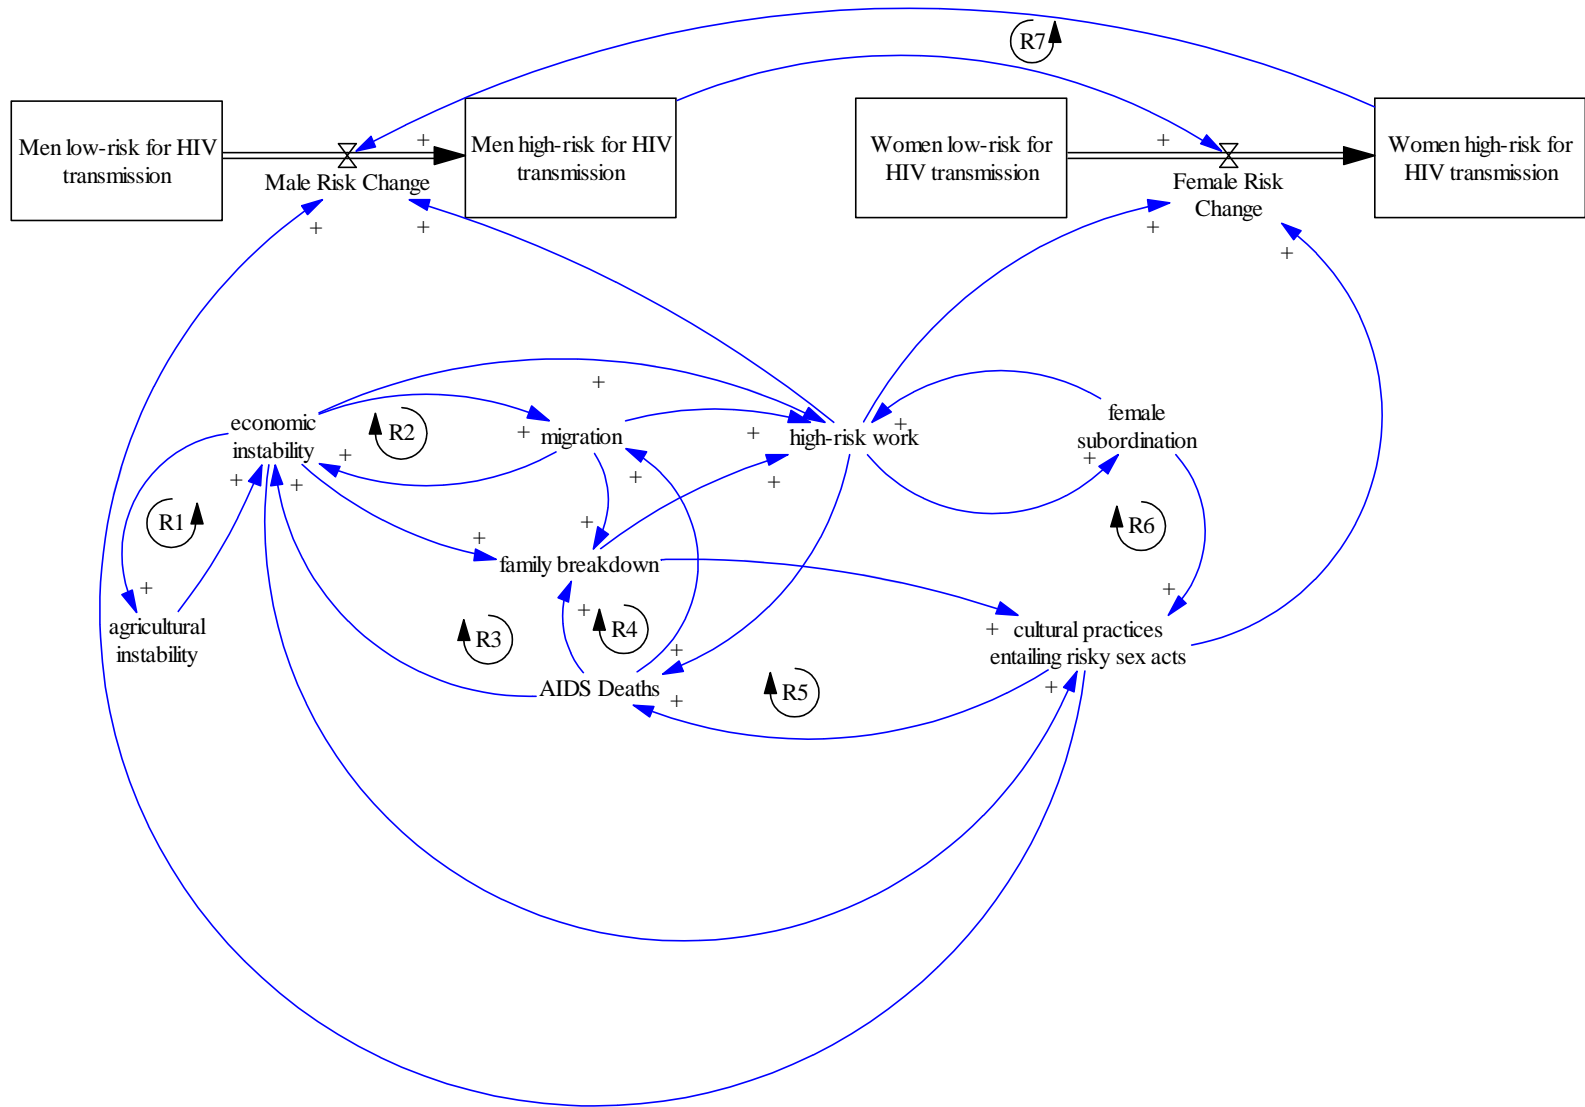 R7
Men low-risk for HIV
transmission
Men high-risk for HIV
transmission
Women low-risk for
HIV transmission
Women high-risk for
HIV transmission
+
+
Male Risk Change
Female Risk
Change
+
+
+
+
+
economic
instability
R2
+
migration
+
high-risk work
+
female
subordination
+
+
+
+
+
+
+
R1
+
+
R6
family breakdown
+
+
+
agricultural
instability
R3
R4
+
cultural practices
entailing risky sex acts
+
AIDS Deaths
+
R5
+